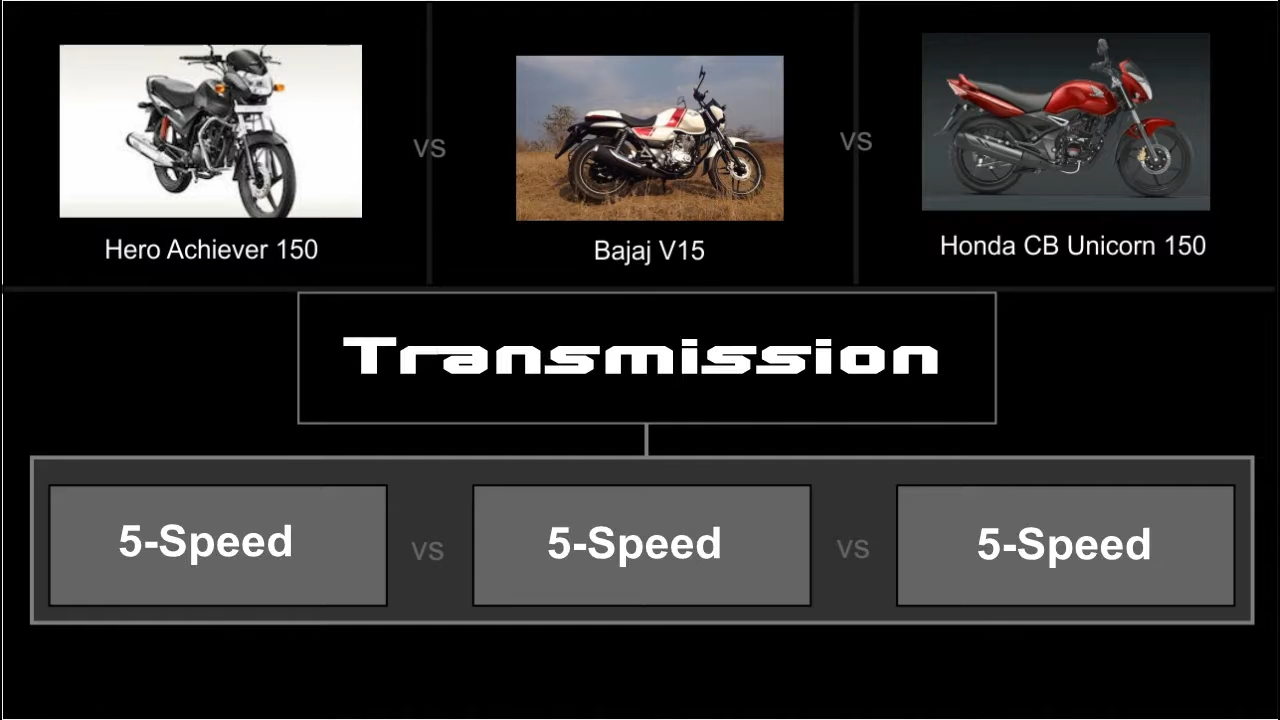 vs
vs
Hero Achiever 150
Bajaj V15
Honda CB Unicorn 150
Transmission
5-Speed
vs
5-Speed
vs
5-Speed